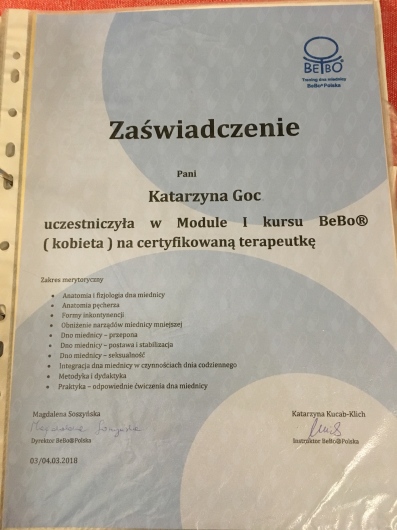 BEBO®
Trening dna miednicy
BeBo®Polska
Zaświadczenie
Pani
Katarzyna Goc
uczestniczyła w Module I kursu BeBo®
( kobieta ) na certyfikowaną terapeutkę
Zakres merytoryczny
• Anatomia i fizjologia dna miednicy
• Anatomia pęcherza
• Formy inkontynencji
• Obniżenie narządów miednicy mniejszej
• Dno miednicy – przepona
• Dno miednicy – postawa i stabilizacja
• Dno miednicy – seksualność
• Integracja dna miednicy w czynnościach dnia codziennego
• Metodyka i dydaktyka
• Praktyka – odpowiednie ćwiczenia dna miednicy
Magdalena Soszyńska
Katarzyna Kucab-Klich
Magdalena Soszyńska
Dyrektor BeBo®Polska
Instruktor BeBo®Polska
03/04.03.2018